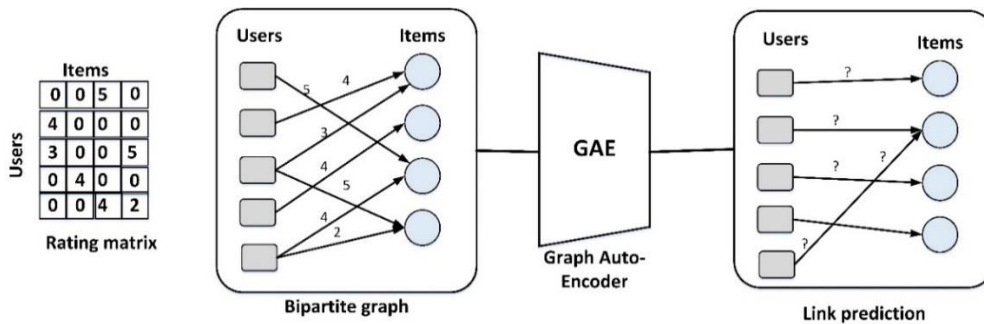 Items
Users
0 0 5 0
4 0 0 0
3 0 0 5
0 4 0 0
0 0 4 2
Rating matrix
Users Items
5
4
3
4
5
4
2
Bipartite graph
GAE
Graph Auto-
Encoder
Users Items
?
?
?
?
?
Link prediction